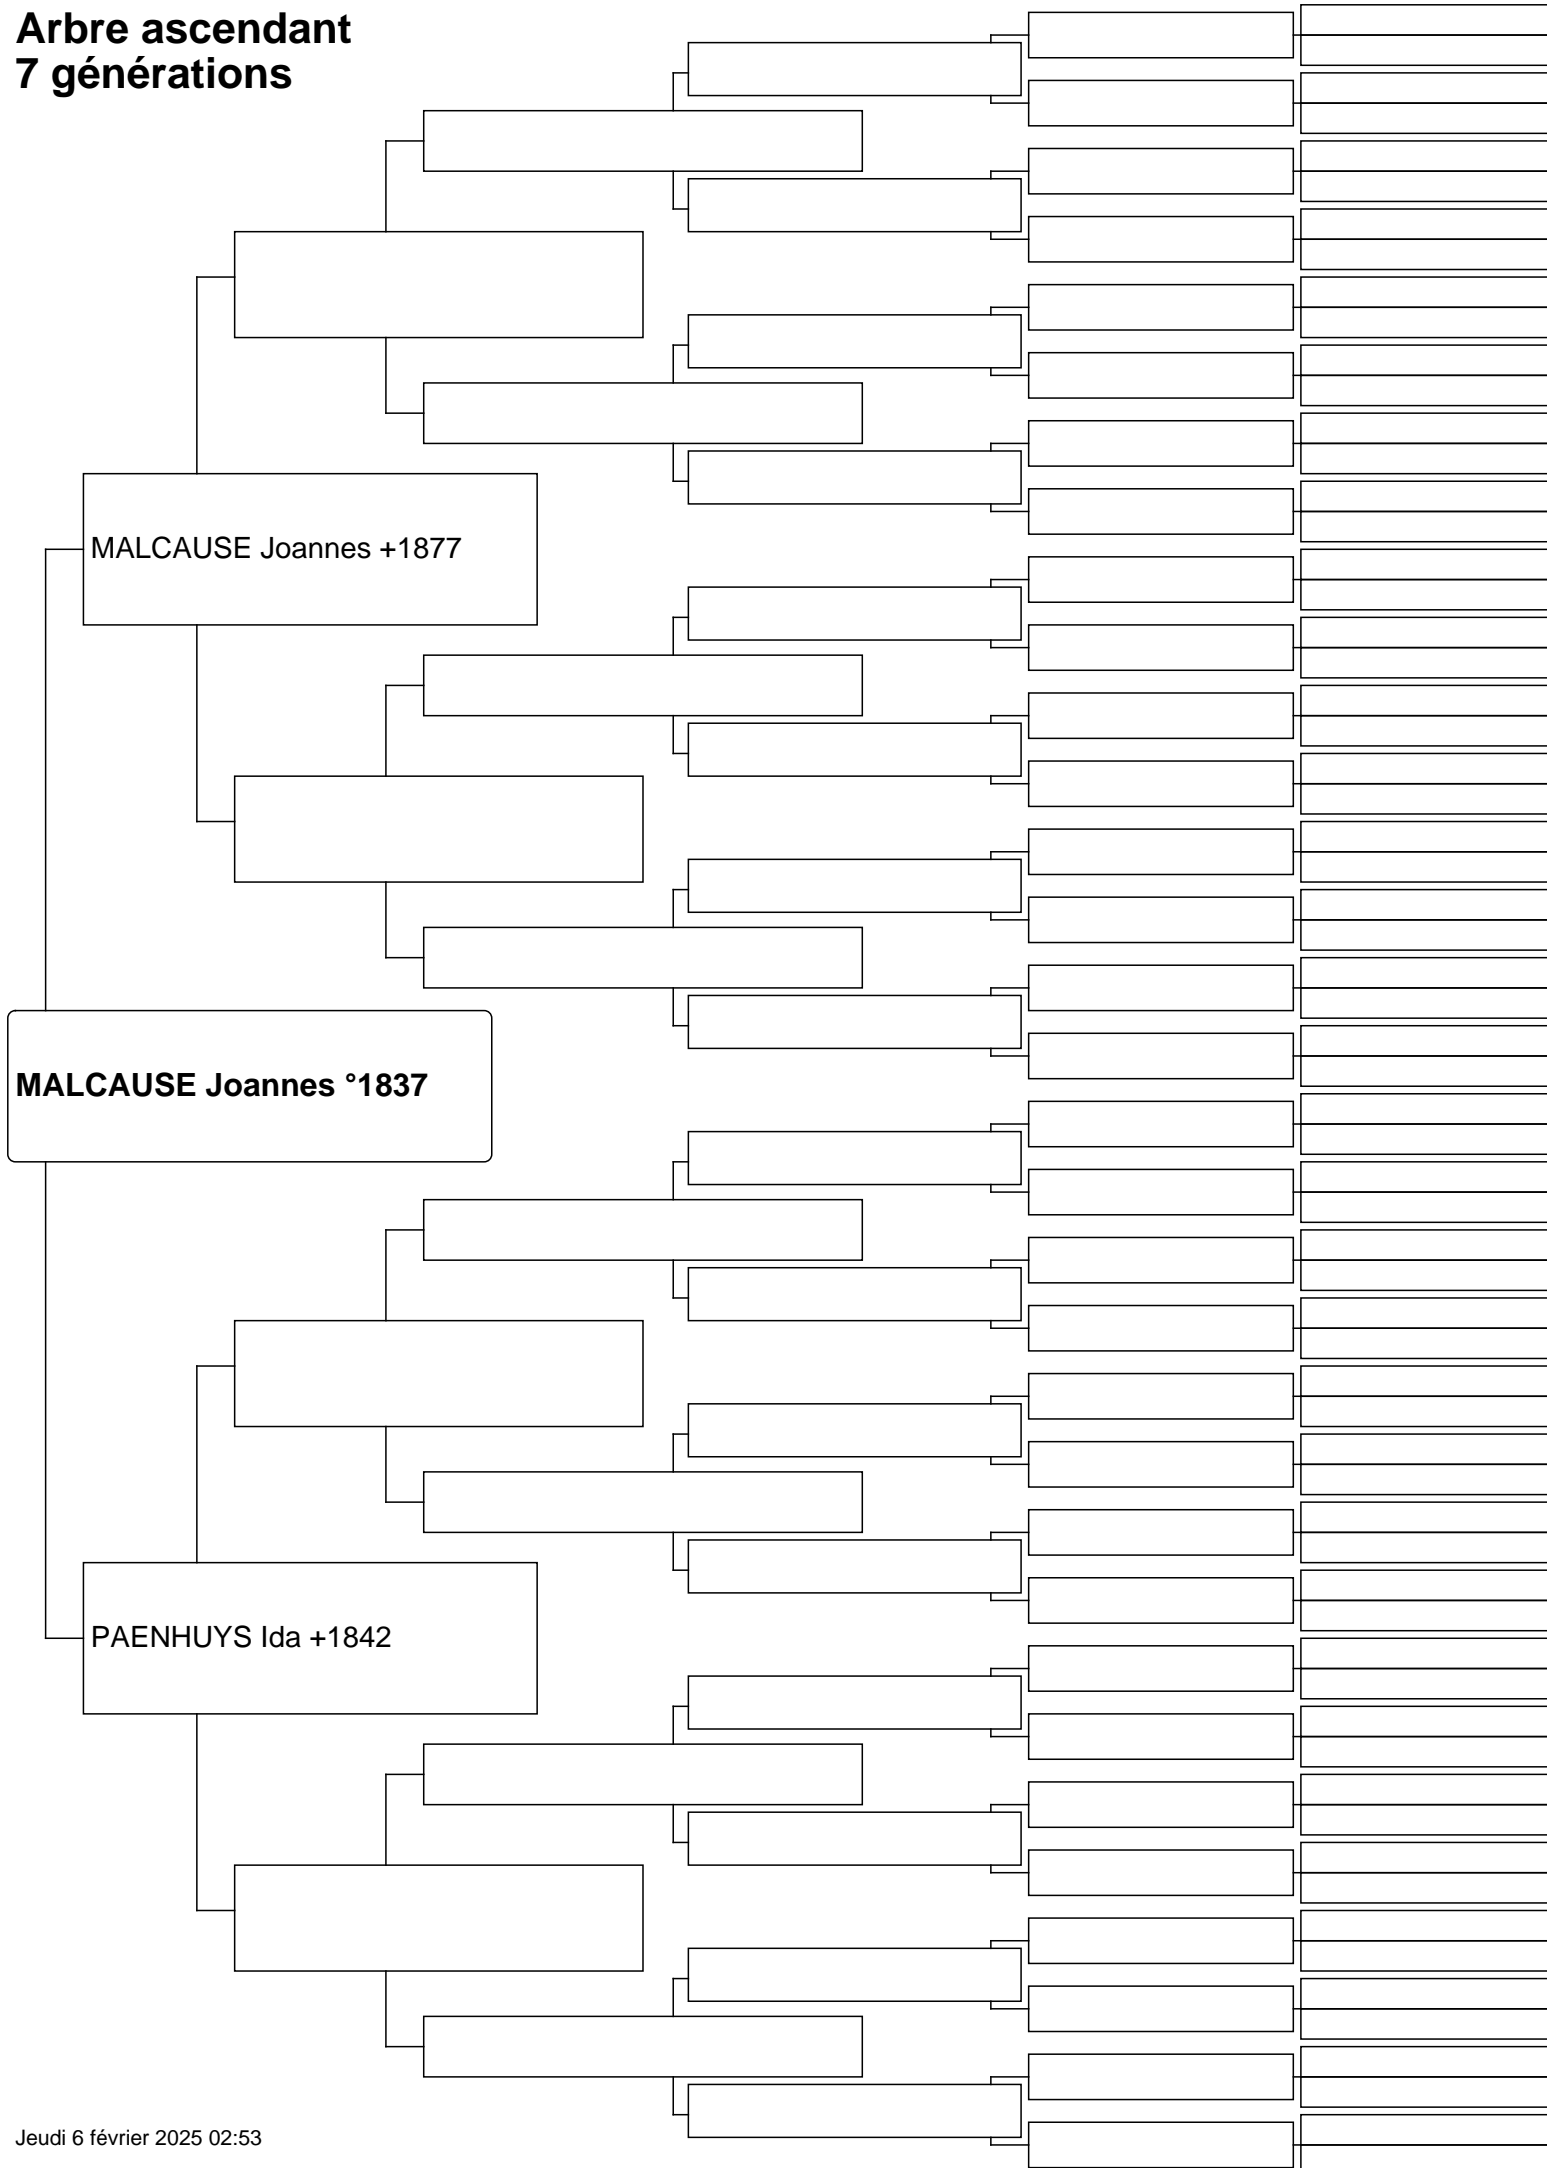 Arbre ascendant
7 générations
MALCAUSE Joannes +1877
MALCAUSE Joannes °1837
PAENHUYS Ida +1842
Jeudi 6 février 2025 02:53